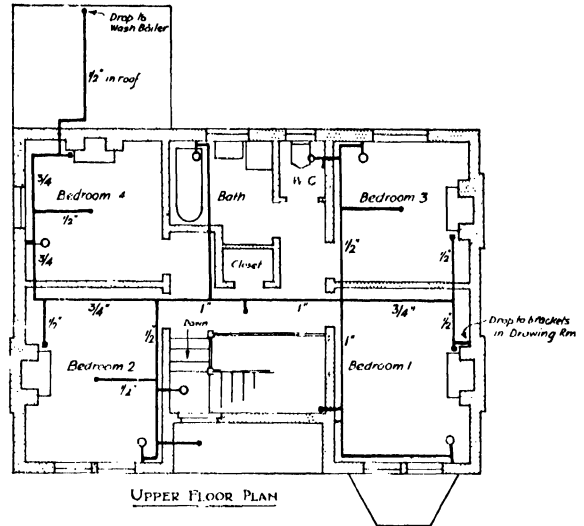 Drop to
Wash Boiler
1/2" in roof
3/4
Bedroom 4
1/2"
3/4
Bath
W C
Bedroom 3
1/2"
1/2"
Closet
3/4"
1"
1"
3/4"
1/2"
1/2"
Down
1"
1/2"
Drop to brackets
in Drawing Rm
Bedroom 2
Bedroom 1
UPPER FLOOR PLAN